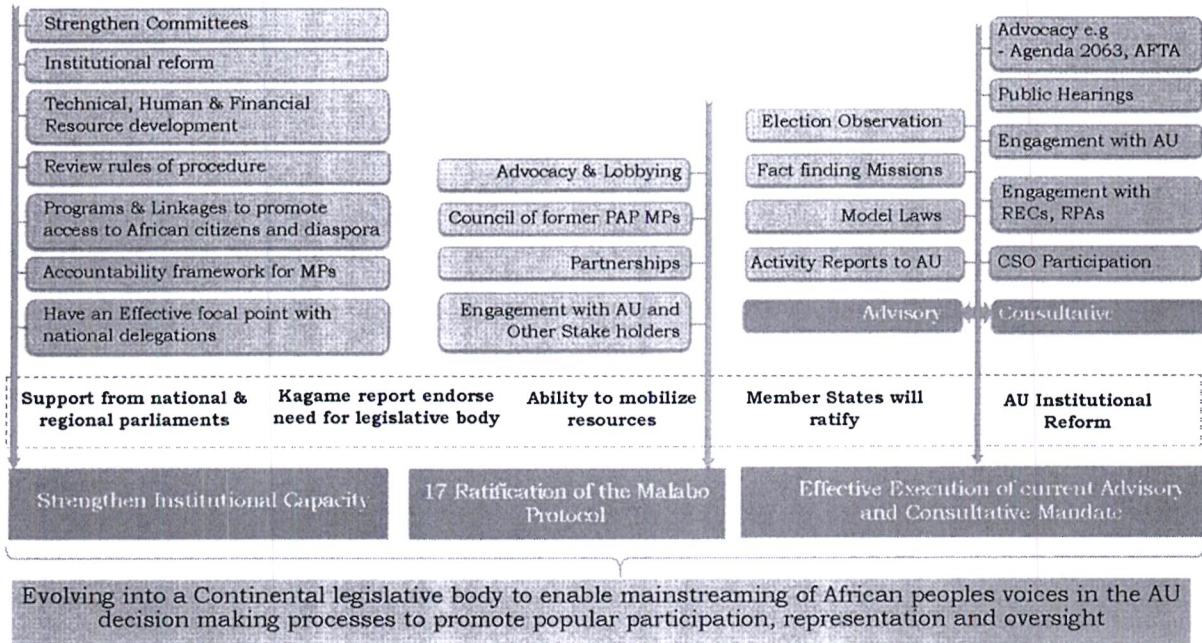 Strengthen Committees
Institutional reform
Technical, Human & Financial
Resource development
Review rules of procedure
Programs & Linkages to promote
access to African citizens and diaspora
Accountability framework for MPs
Have an Effective focal point with
national delegations
Advocacy & Lobbying
Council of former PAP MPs
Partnerships
Engagement with AU and
Other Stake holders
Election Observation
Fact finding Missions
Model Laws
Activity Reports to AU
Advisory
Advocacy e.g
- Agenda 2063, AFTA
Public Hearings
Engagement with AU
Engagement with
RECs, RPAs
CSO Participation
Consultative
Support from national &
regional parliaments
Kagame report endorse
need for legislative body
Ability to mobilize
resources
Member States will
ratify
AU Institutional
Reform
Strengthen Institutional Capacity
17 Ratification of the Malabo
Protocol
Effective Execution of current Advisory
and Consultative Mandate
Evolving into a Continental legislative body to enable mainstreaming of African peoples voices in the AU
decision making processes to promote popular participation, representation and oversight